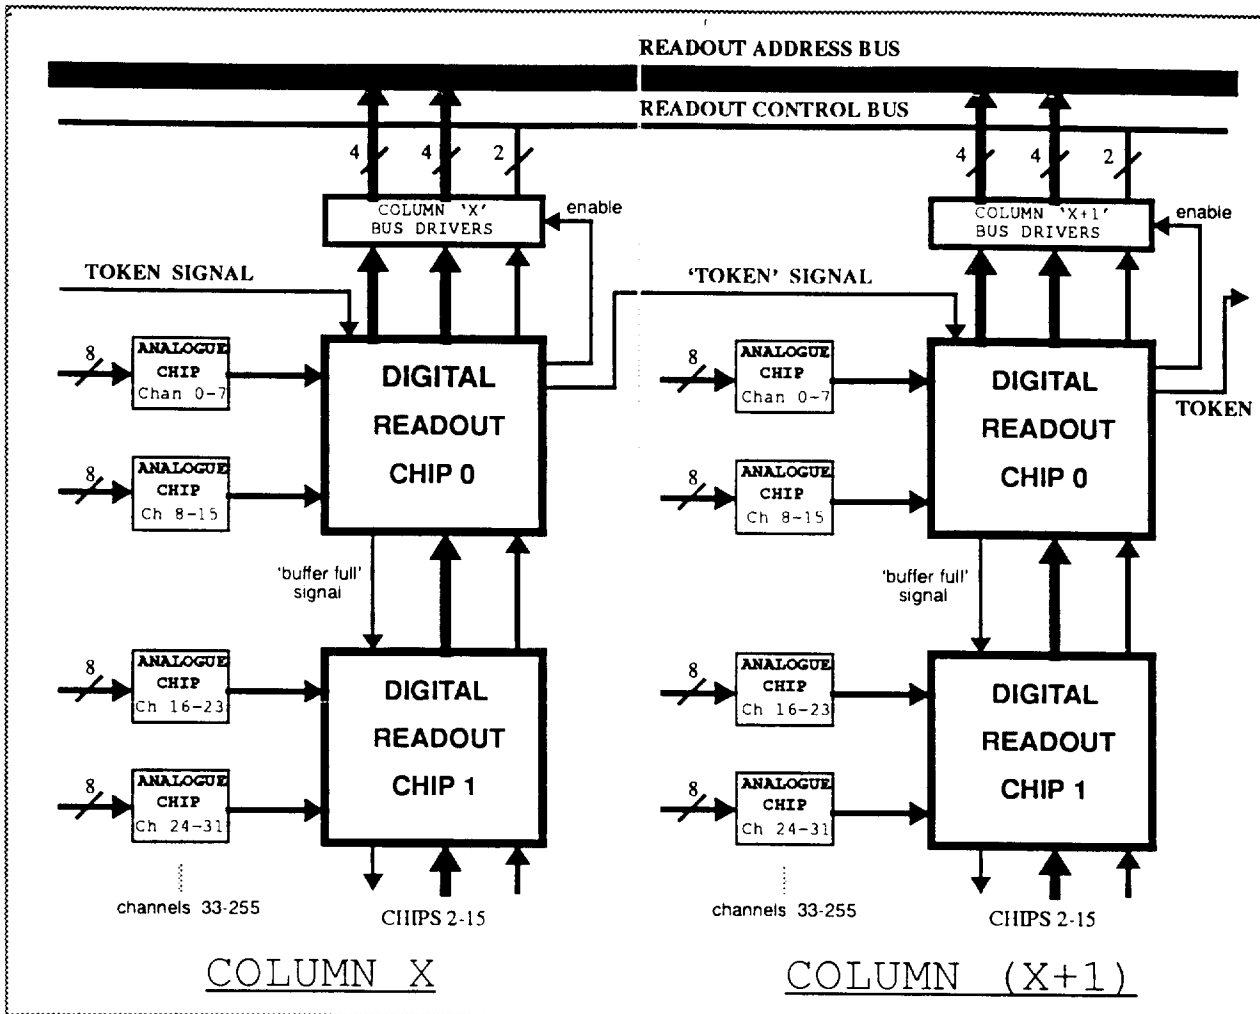 READOUT ADDRESS BUS
READOUT CONTROL BUS
4
4
2
COLUMN 'X'
BUS DRIVERS
enable
TOKEN SIGNAL
8
ANALOGUE
CHIP
Chan 0-7
DIGITAL
READOUT
CHIP 0
8
ANALOGUE
CHIP
Ch 8-15
'buffer full'
signal
8
ANALOGUE
CHIP
Ch 16-23
DIGITAL
READOUT
CHIP 1
8
ANALOGUE
CHIP
Ch 24-31
channels 33-255
CHIPS 2-15
COLUMN X
4
4
2
COLUMN 'X+1'
BUS DRIVERS
enable
'TOKEN' SIGNAL
8
ANALOGUE
CHIP
Chan 0-7
DIGITAL
READOUT
CHIP 0
TOKEN
8
ANALOGUE
CHIP
Ch 8-15
'buffer full'
signal
8
ANALOGUE
CHIP
Ch 16-23
DIGITAL
READOUT
CHIP 1
8
ANALOGUE
CHIP
Ch 24-31
channels 33-255
CHIPS 2-15
COLUMN (X+1)